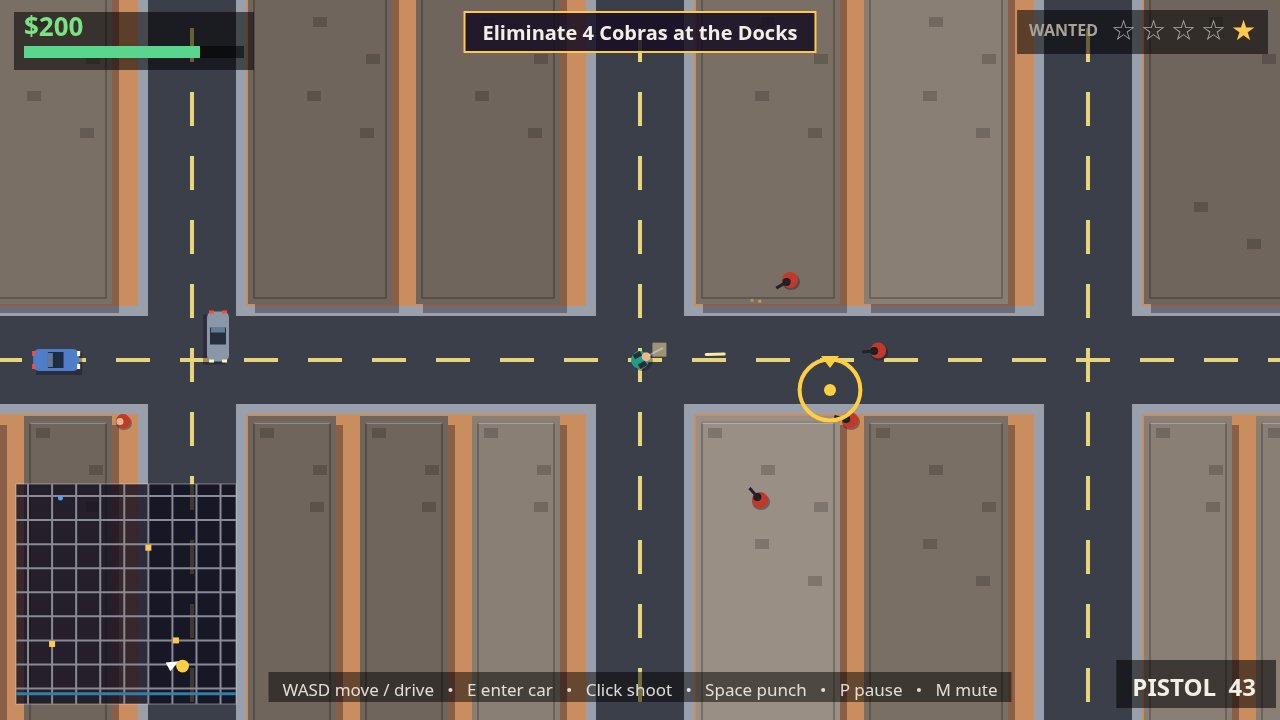 $200
Eliminate 4 Cobras at the Docks
WANTED ☆ ☆ ☆ ☆ ★
WASD move / drive • E enter car • Click shoot • Space punch • P pause • M mute
PISTOL 43